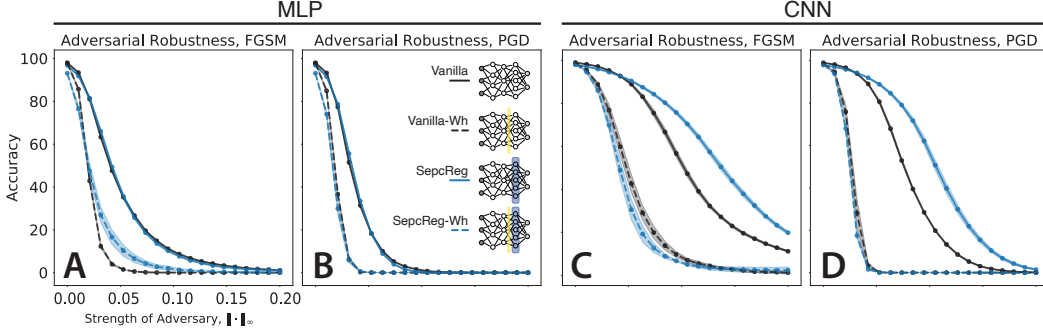 MLP
CNN
Adversarial Robustness, FGSM
Adversarial Robustness, PGD
Adversarial Robustness, FGSM
Adversarial Robustness, PGD
Accuracy
100
80
60
40
20
0
Vanilla
Vanilla-Wh
SepcReg
SepcReg-Wh
A
B
C
D
0.00 0.05 0.10 0.15 0.20
Strength of Adversary, ‖·‖∞